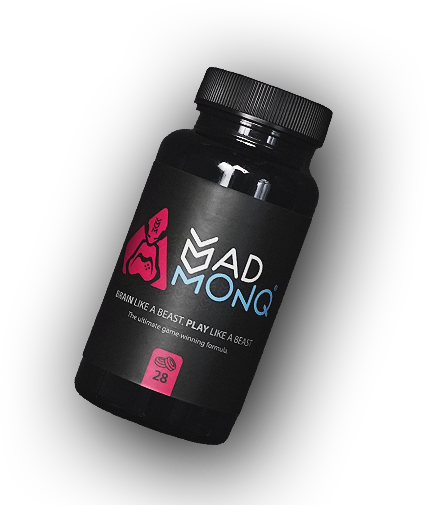 MAD
MONQ®
BRAIN LIKE A BEAST, PLAY LIKE A BEAST
The ultimate game-winning formula.
28